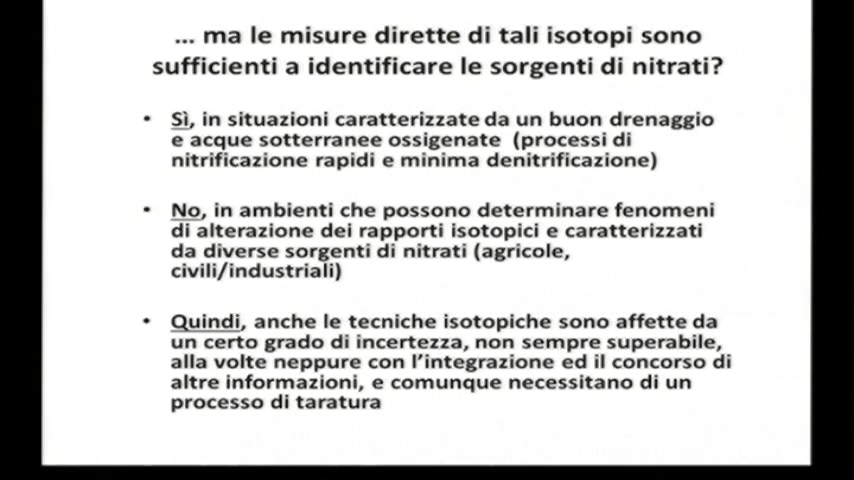 ... ma le misure dirette di tali isotopi sono
sufficienti a identificare le sorgenti di nitrati?
• Sì, in situazioni caratterizzate da un buon drenaggio
e acque sotterranee ossigenate (processi di
nitrificazione rapidi e minima denitrificazione)
• No, in ambienti che possono determinare fenomeni
di alterazione dei rapporti isotopici e caratterizzati
da diverse sorgenti di nitrati (agricole,
civili/industriali)
• Quindi, anche le tecniche isotopiche sono affette da
un certo grado di incertezza, non sempre superabile,
alla volte neppure con l'integrazione ed il concorso di
altre informazioni, e comunque necessitano di un
processo di taratura